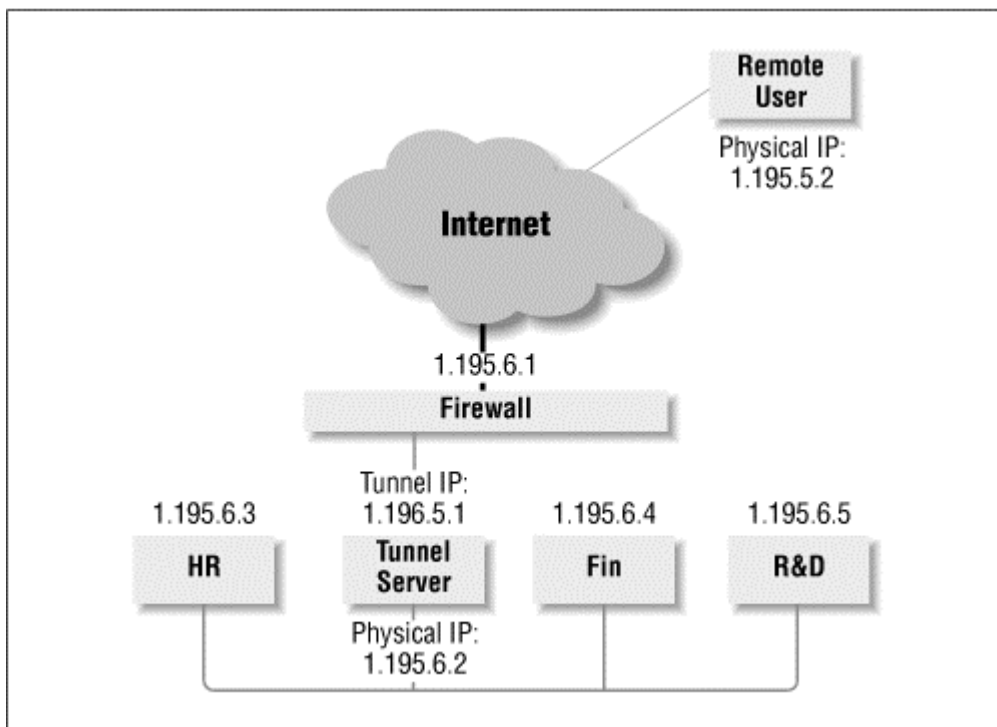 Remote
User
Physical IP:
1.195.5.2
Internet
1.195.6.1
Firewall
Tunnel IP:
1.195.6.3
1.196.5.1
1.195.6.4
1.195.6.5
HR
Tunnel
Server
Fin
R&D
Physical IP:
1.195.6.2